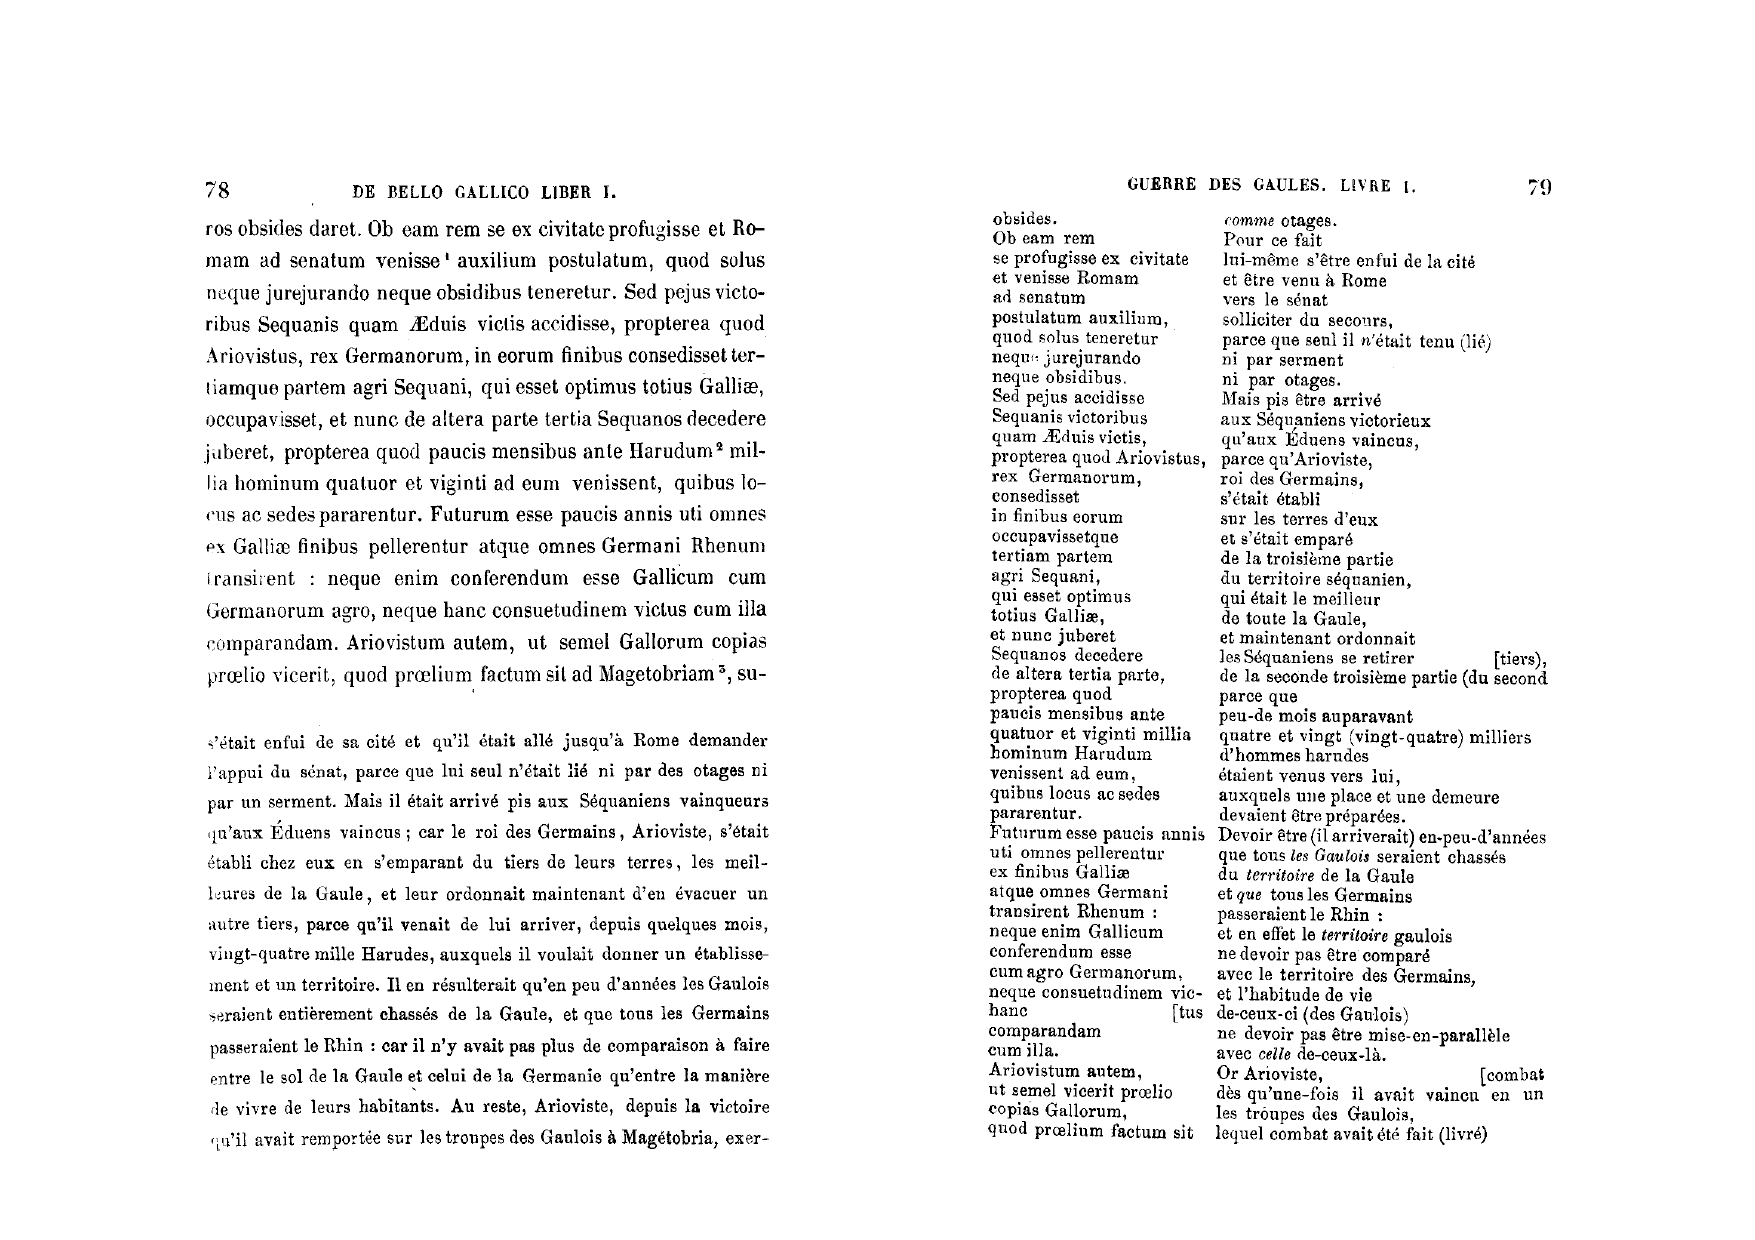 78 DE BELLO GALLICO LIBER I.
ros obsides daret. Ob eam rem se ex civitate profugisse et Ro-
mam ad senatum venisse¹ auxilium postulatum, quod solus
neque jurejurando neque obsidibus teneretur. Sed pejus victo-
ribus Sequanis quam Æduis victis accidisse, propterea quod
Ariovistus, rex Germanorum, in eorum finibus consedisset ter-
tiamque partem agri Sequani, qui esset optimus totius Galliæ,
occupavisset, et nunc de altera parte tertia Sequanos decedere
juberet, propterea quod paucis mensibus ante Harudum² mil-
lia hominum quatuor et viginti ad eum venissent, quibus lo-
cus ac sedes pararentur. Futurum esse paucis annis uti omnes
ex Galliæ finibus pellerentur atque omnes Germani Rhenum
transirent : neque enim conferendum esse Gallicum cum
Germanorum agro, neque hanc consuetudinem victus cum illa
comparandam. Ariovistum autem, ut semel Gallorum copias
prœlio vicerit, quod prœlium factum sit ad Magetobriam³, su-
s'était enfui de sa cité et qu'il était allé jusqu'à Rome demander
l'appui du sénat, parce que lui seul n'était lié ni par des otages ni
par un serment. Mais il était arrivé pis aux Séquaniens vainqueurs
qu'aux Éduens vaincus ; car le roi des Germains, Arioviste, s'était
établi chez eux en s'emparant du tiers de leurs terres, les meil-
leures de la Gaule, et leur ordonnait maintenant d'en évacuer un
autre tiers, parce qu'il venait de lui arriver, depuis quelques mois,
vingt-quatre mille Harudes, auxquels il voulait donner un établisse-
ment et un territoire. Il en résulterait qu'en peu d'années les Gaulois
seraient entièrement chassés de la Gaule, et que tous les Germains
passeraient le Rhin : car il n'y avait pas plus de comparaison à faire
entre le sol de la Gaule et celui de la Germanie qu'entre la manière
de vivre de leurs habitants. Au reste, Arioviste, depuis la victoire
qu'il avait remportée sur les troupes des Gaulois à Magétobria, exer-
GUERRE DES GAULES. LIVRE I. 79
obsides. comme otages.
Ob eam rem Pour ce fait
se profugisse ex civitate lui-même s'être enfui de la cité
et venisse Romam et être venu à Rome
ad senatum vers le sénat
postulatum auxilium, solliciter du secours,
quod solus teneretur parce que seul il n'était tenu (lié)
neque jurejurando ni par serment
neque obsidibus. ni par otages.
Sed pejus accidisse Mais pis être arrivé
Sequanis victoribus aux Séquaniens victorieux
quam Æduis victis, qu'aux Éduens vaincus,
propterea quod Ariovistus, parce qu'Arioviste,
rex Germanorum, roi des Germains,
consedisset s'était établi
in finibus eorum sur les terres d'eux
occupavissetque et s'était emparé
tertiam partem de la troisième partie
agri Sequani, du territoire séquanien,
qui esset optimus qui était le meilleur
totius Galliæ, de toute la Gaule,
et nunc juberet et maintenant ordonnait
Sequanos decedere les Séquaniens se retirer [tiers),
de altera tertia parte, de la seconde troisième partie (du second
propterea quod parce que
paucis mensibus ante peu-de mois auparavant
quatuor et viginti millia quatre et vingt (vingt-quatre) milliers
hominum Harudum d'hommes harudes
venissent ad eum, étaient venus vers lui,
quibus locus ac sedes auxquels une place et une demeure
pararentur. devaient être préparées.
Futurum esse paucis annis Devoir être (il arriverait) en-peu-d'années
uti omnes pellerentur que tous les Gaulois seraient chassés
ex finibus Galliæ du territoire de la Gaule
atque omnes Germani et que tous les Germains
transirent Rhenum : passeraient le Rhin :
neque enim Gallicum et en effet le territoire gaulois
conferendum esse ne devoir pas être comparé
cum agro Germanorum, avec le territoire des Germains,
neque consuetudinem vic- et l'habitude de vie
hanc [tus de-ceux-ci (des Gaulois)
comparandam ne devoir pas être mise-en-parallèle
cum illa. avec celle de-ceux-là.
Ariovistum autem, Or Arioviste, [combat
ut semel vicerit prœlio dès qu'une-fois il avait vaincu en un
copias Gallorum, les troupes des Gaulois,
quod prœlium factum sit lequel combat avait été fait (livré)